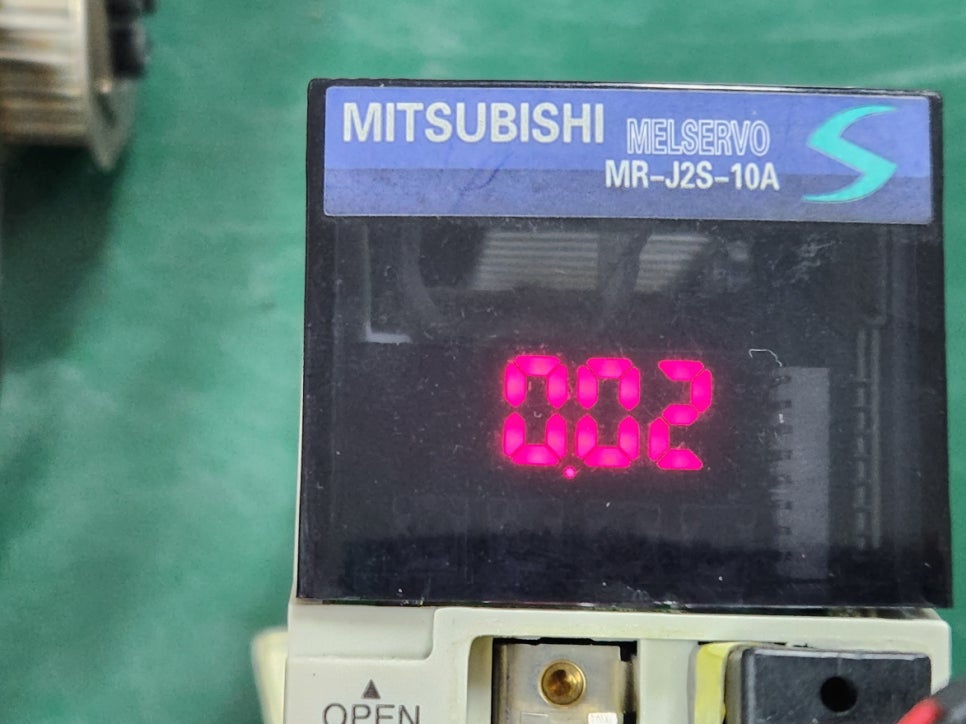 MITSUBISHI
MELSERVO
MR-J2S-10A
0.02
OPEN